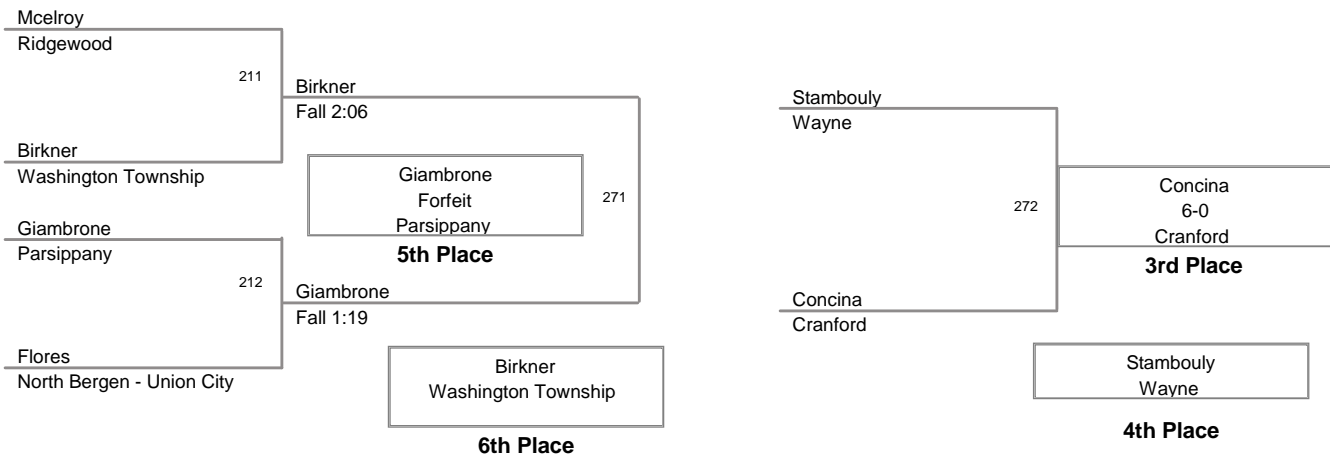 Mcelroy
Ridgewood
211
Birkner
Fall 2:06
Birkner
Washington Township
Giambrone
Forfeit
Parsippany
5th Place
271
Giambrone
Parsippany
212
Giambrone
Fall 1:19
Flores
North Bergen - Union City
Birkner
Washington Township
6th Place
Stambouly
Wayne
272
Concina
6-0
Cranford
3rd Place
Concina
Cranford
Stambouly
Wayne
4th Place